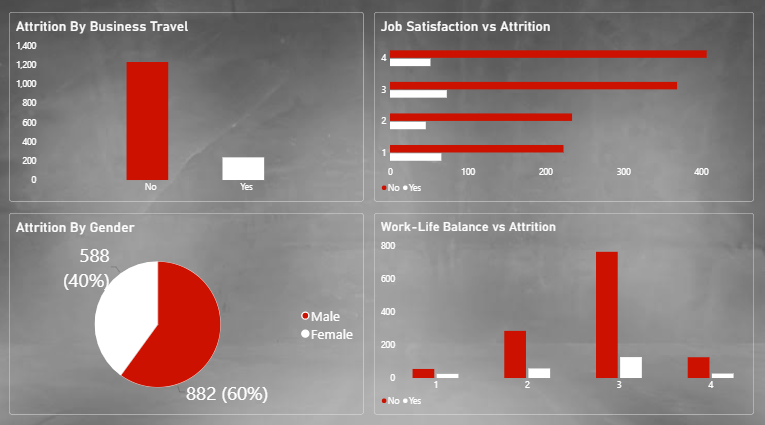 Attrition By Business Travel
1,400
1,200
1,000
800
600
400
200
0
No
Yes
Job Satisfaction vs Attrition
4
3
2
1
0
100
200
300
400
No Yes
Attrition By Gender
588
(40%)
882 (60%)
Male
Female
Work-Life Balance vs Attrition
800
600
400
200
0
1
2
3
4
No Yes